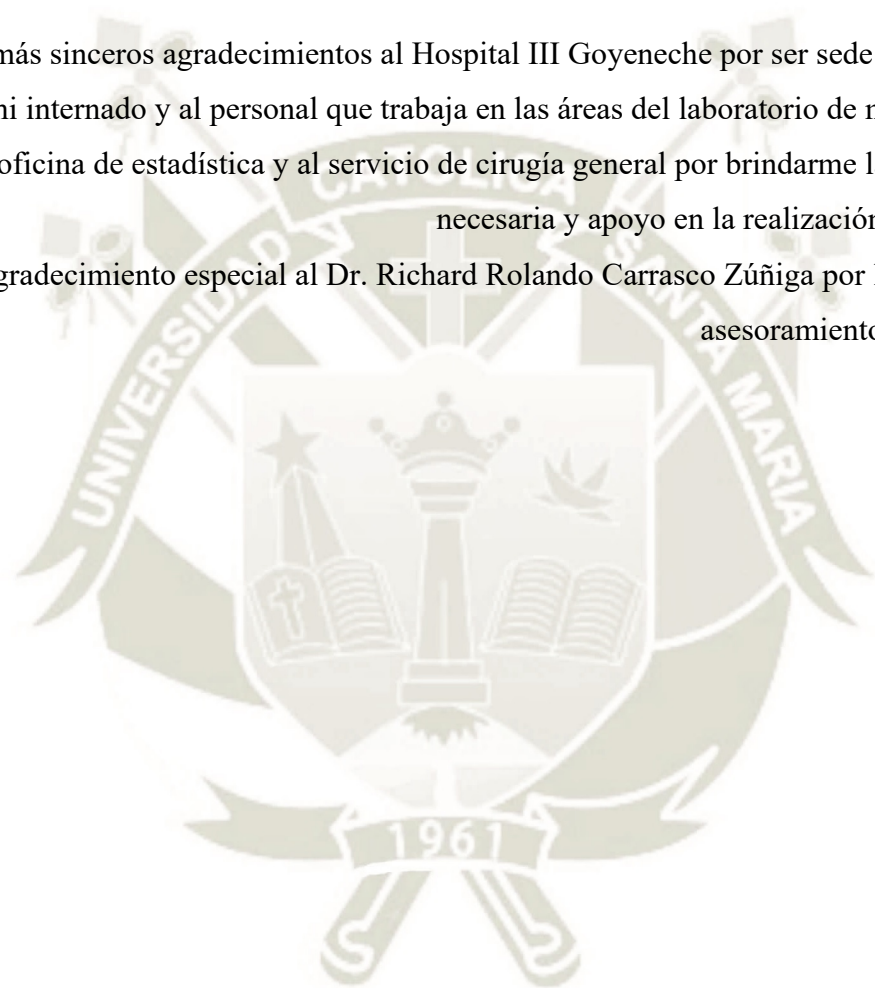 más sinceros agradecimientos al Hospital III Goyeneche por ser sede
internado y al personal que trabaja en las áreas del laboratorio de
oficina de estadística y al servicio de cirugía general por brindarme
necesaria y apoyo en la realización
gradecimiento especial al Dr. Richard Rolando Carrasco Zúñiga por
asesoramiento
UNIVERSIDAD CATOLICA SANTA MARIA
1961